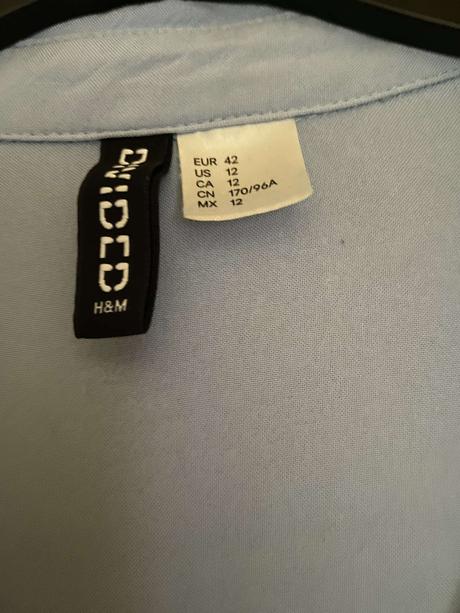 DIVIDED
H&M
EUR 42
US 12
CA 12
CN 170/96A
MX 12